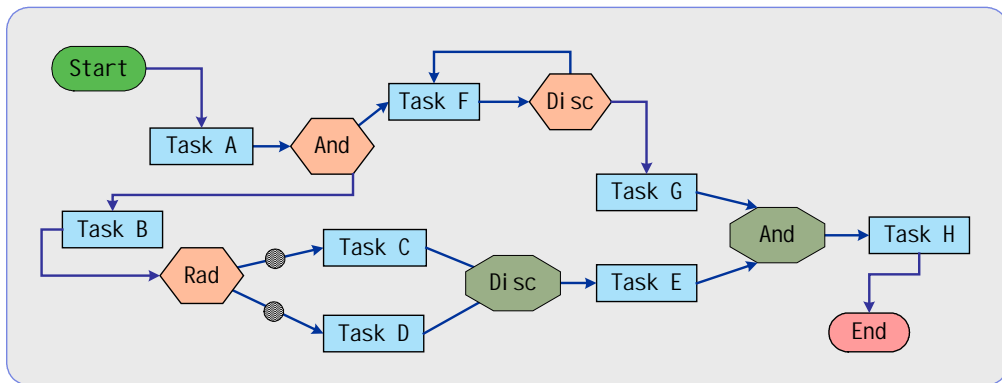 Start
Task A
And
Task F
Disc
Task B
Rad
Task C
Task D
Disc
Task G
Task E
And
Task H
End